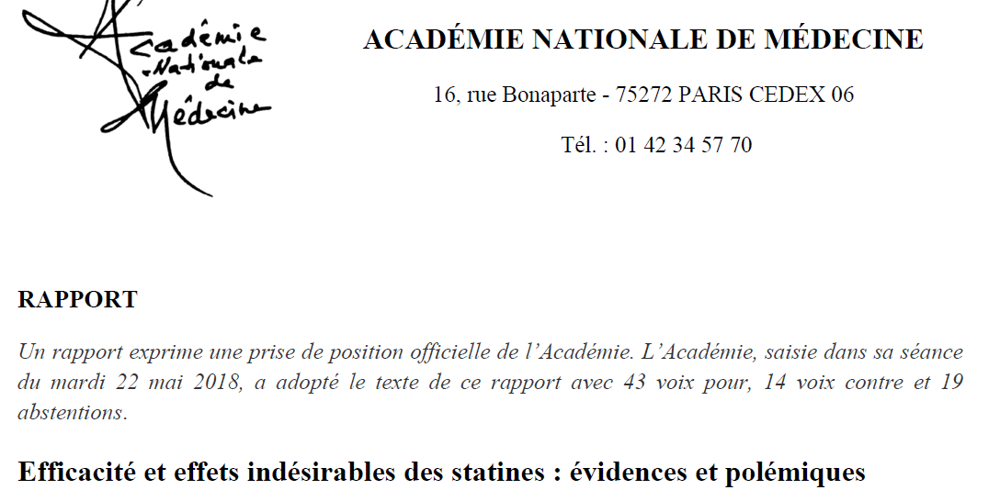 Académie
Nationale
de
Médecine
ACADÉMIE NATIONALE DE MÉDECINE
16, rue Bonaparte - 75272 PARIS CEDEX 06
Tél. : 01 42 34 57 70
RAPPORT
Un rapport exprime une prise de position officielle de l’Académie. L’Académie, saisie dans sa séance
du mardi 22 mai 2018, a adopté le texte de ce rapport avec 43 voix pour, 14 voix contre et 19
abstentions.
Efficacité et effets indésirables des statines : évidences et polémiques